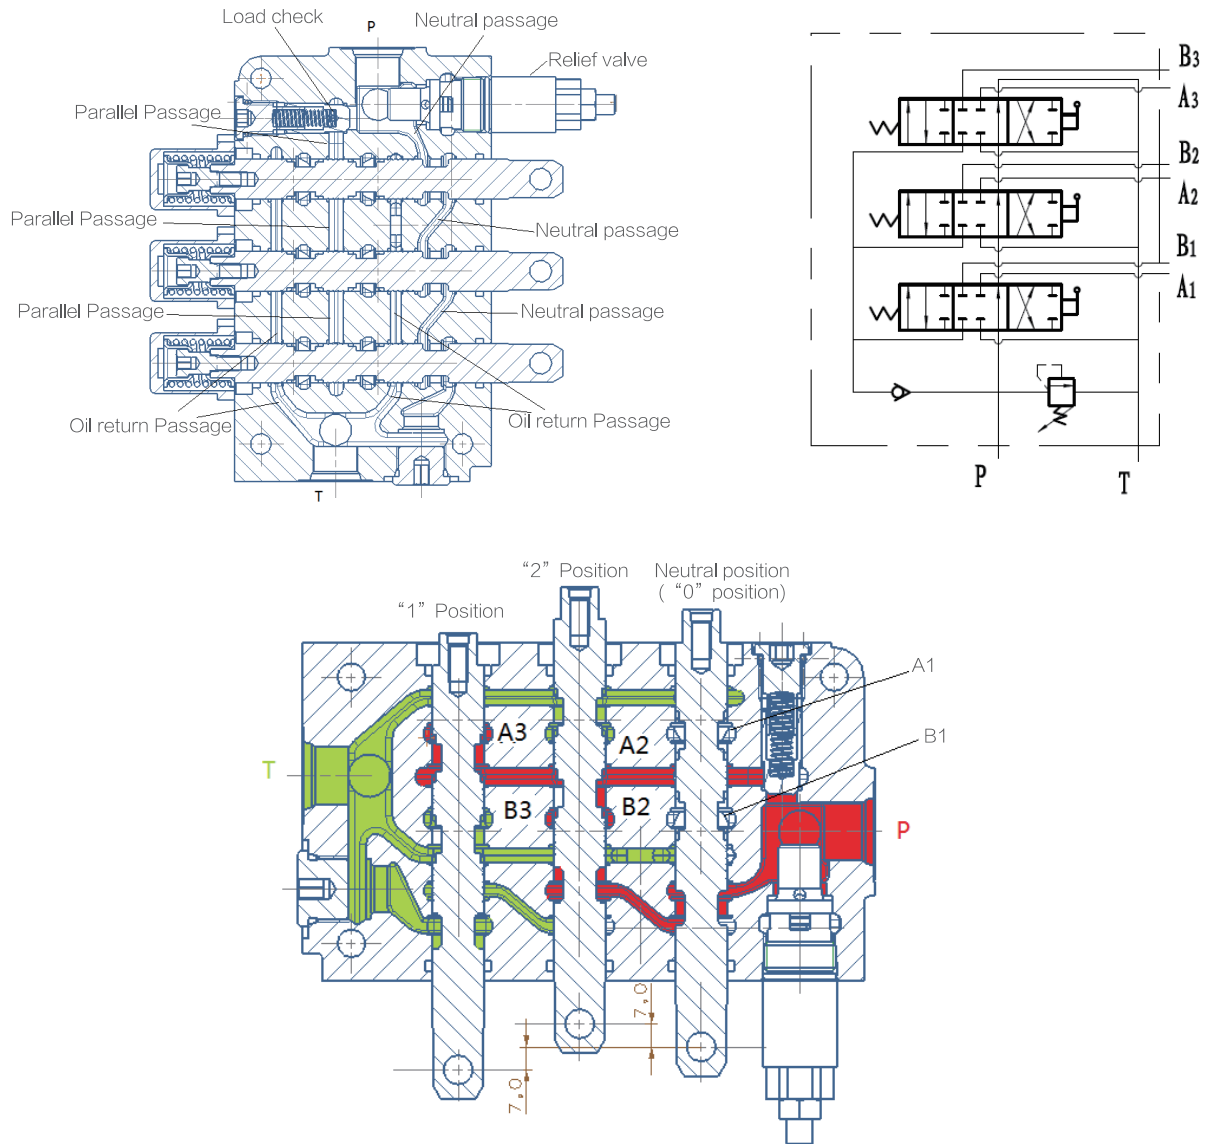 Load check
P
Neutral passage
Relief valve
Parallel Passage
Parallel Passage
Neutral passage
Parallel Passage
Neutral passage
Oil return Passage
Oil return Passage
T
B3
A3
B2
A2
B1
A1
P
T
“2” Position
Neutral position
(“0” position)
“1” Position
A1
B1
A3
A2
T
B3
B2
P
7,0
7,0